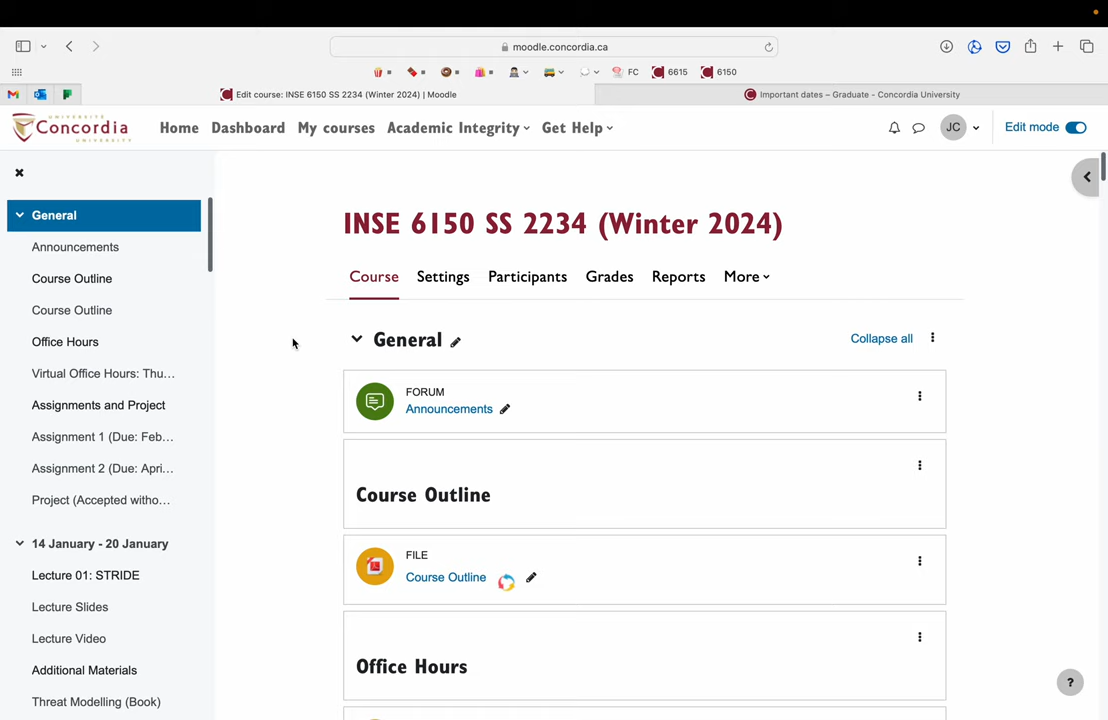 moodle.concordia.ca
FC
6615
6150
Edit course: INSE 6150 SS 2234 (Winter 2024) | Moodle
Important dates – Graduate - Concordia University
UNIVERSITÉ
Concordia
UNIVERSITY
Home
Dashboard
My courses
Academic Integrity
Get Help
JC
Edit mode
General
Announcements
Course Outline
Course Outline
Office Hours
Virtual Office Hours: Thu...
Assignments and Project
Assignment 1 (Due: Feb...
Assignment 2 (Due: Apri...
Project (Accepted witho...
14 January - 20 January
Lecture 01: STRIDE
Lecture Slides
Lecture Video
Additional Materials
Threat Modelling (Book)
INSE 6150 SS 2234 (Winter 2024)
Course
Settings
Participants
Grades
Reports
More
General
Collapse all
FORUM
Announcements
Course Outline
FILE
Course Outline
Office Hours
?